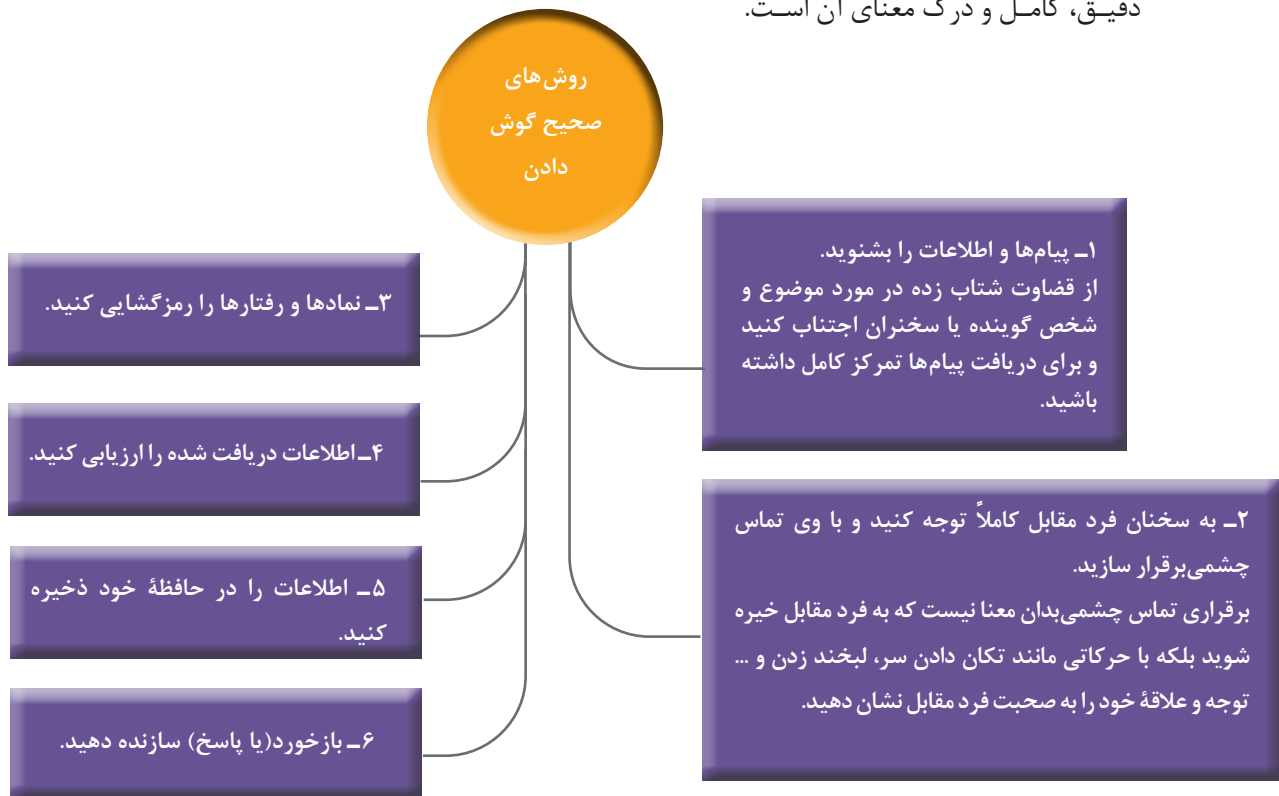 دقیـق، کامـل و درک معنای آن اسـت.
روش‌های
صحیح گوش
دادن
۱ـ پیام‌ها و اطلاعات را بشنوید.
از قضاوت شتاب زده در مورد موضوع و
شخص گوینده یا سخنران اجتناب کنید
و برای دریافت پیام‌ها تمرکز کامل داشته
باشید.
۲ـ به سخنان فرد مقابل کاملاً توجه کنید و با وی تماس
چشمی‌برقرار سازید.
برقراری تماس چشمی‌بدان معنا نیست که به فرد مقابل خیره
شوید بلکه با حرکاتی مانند تکان دادن سر، لبخند زدن و ...
توجه و علاقهٔ خود را به صحبت فرد مقابل نشان دهید.
۳ـ نمادها و رفتارها را رمزگشایی کنید.
۴ـ اطلاعات دریافت شده را ارزیابی کنید.
۵ـ اطلاعات را در حافظهٔ خود ذخیره
کنید.
۶ـ بازخورد(یا پاسخ) سازنده دهید.